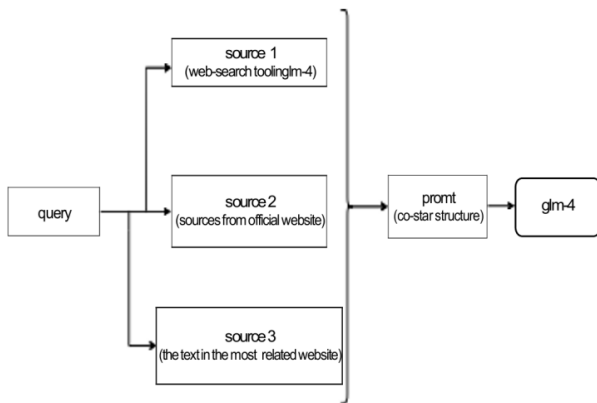 source 1
(web-search toolinglm-4)
query
source 2
(sources from official website)
source 3
(the text in the most related website)
promt
(co-star structure)
glm-4